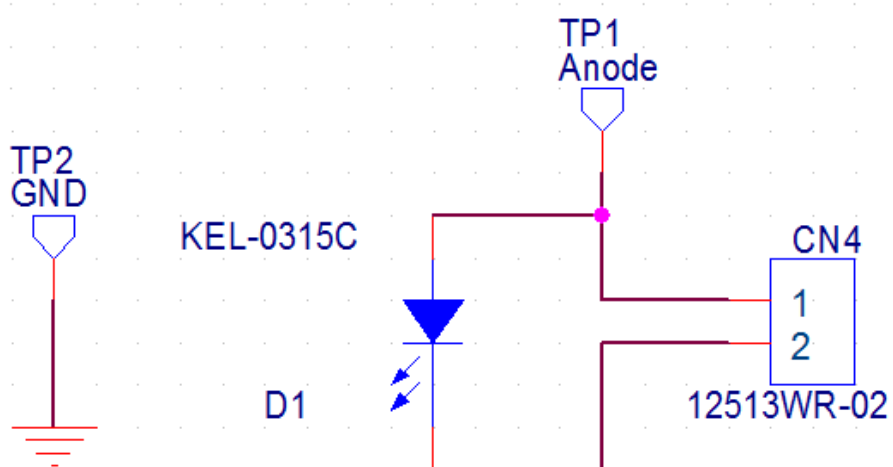 TP1
Anode
TP2
GND
KEL-0315C
CN4
1
2
D1
12513WR-02